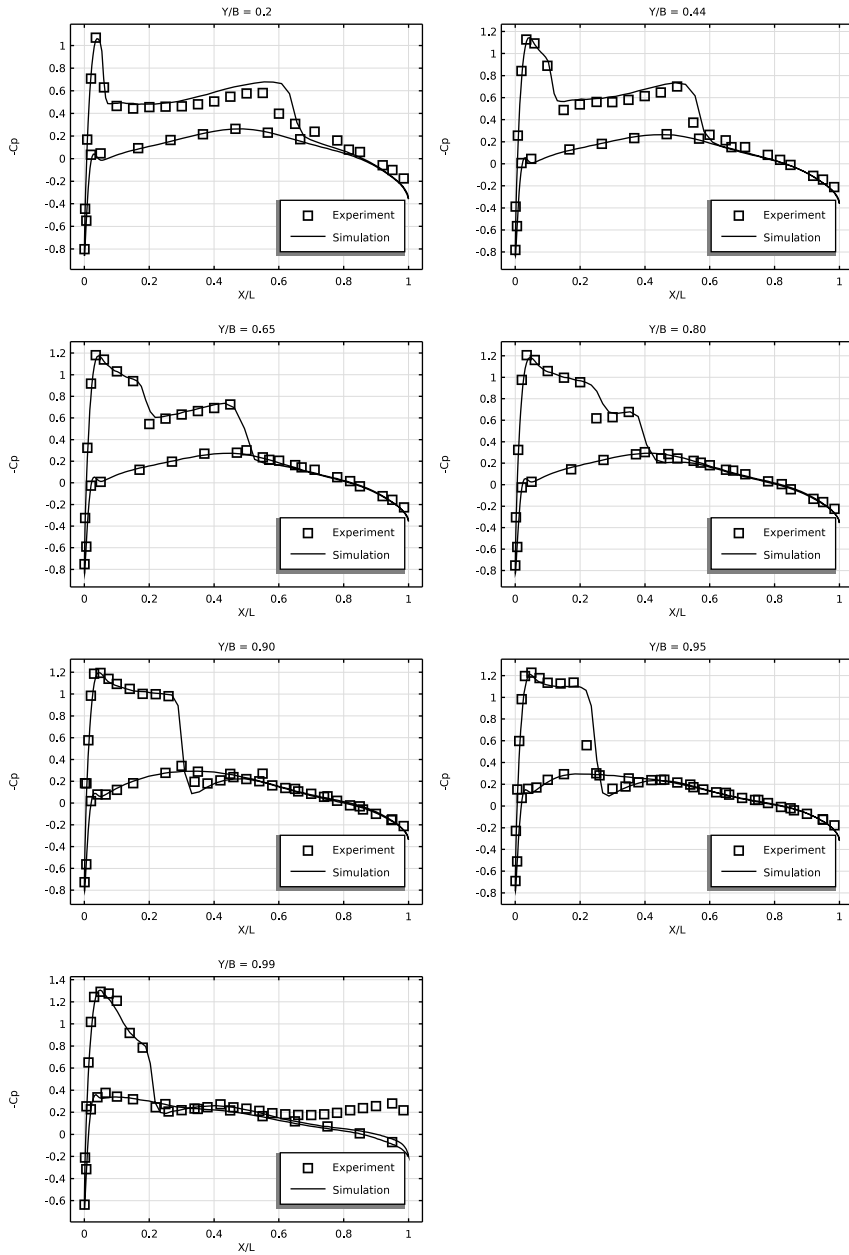 Y/B = 0.2
1
0.8
0.6
0.4
0.2
0
-0.2
-0.4
-0.6
-0.8
-Cp
Experiment
Simulation
0 0.2 0.4 0.6 0.8 1
X/L
Y/B = 0.44
1.2
1
0.8
0.6
0.4
0.2
0
-0.2
-0.4
-0.6
-0.8
-Cp
Experiment
Simulation
0 0.2 0.4 0.6 0.8 1
X/L
Y/B = 0.65
1.2
1
0.8
0.6
0.4
0.2
0
-0.2
-0.4
-0.6
-0.8
-Cp
Experiment
Simulation
0 0.2 0.4 0.6 0.8 1
X/L
Y/B = 0.80
1.2
1
0.8
0.6
0.4
0.2
0
-0.2
-0.4
-0.6
-0.8
-Cp
Experiment
Simulation
0 0.2 0.4 0.6 0.8 1
X/L
Y/B = 0.90
1.2
1
0.8
0.6
0.4
0.2
0
-0.2
-0.4
-0.6
-0.8
-Cp
Experiment
Simulation
0 0.2 0.4 0.6 0.8 1
X/L
Y/B = 0.95
1.2
1
0.8
0.6
0.4
0.2
0
-0.2
-0.4
-0.6
-0.8
-Cp
Experiment
Simulation
0 0.2 0.4 0.6 0.8 1
X/L
Y/B = 0.99
1.4
1.2
1
0.8
0.6
0.4
0.2
0
-0.2
-0.4
-0.6
-Cp
Experiment
Simulation
0 0.2 0.4 0.6 0.8 1
X/L